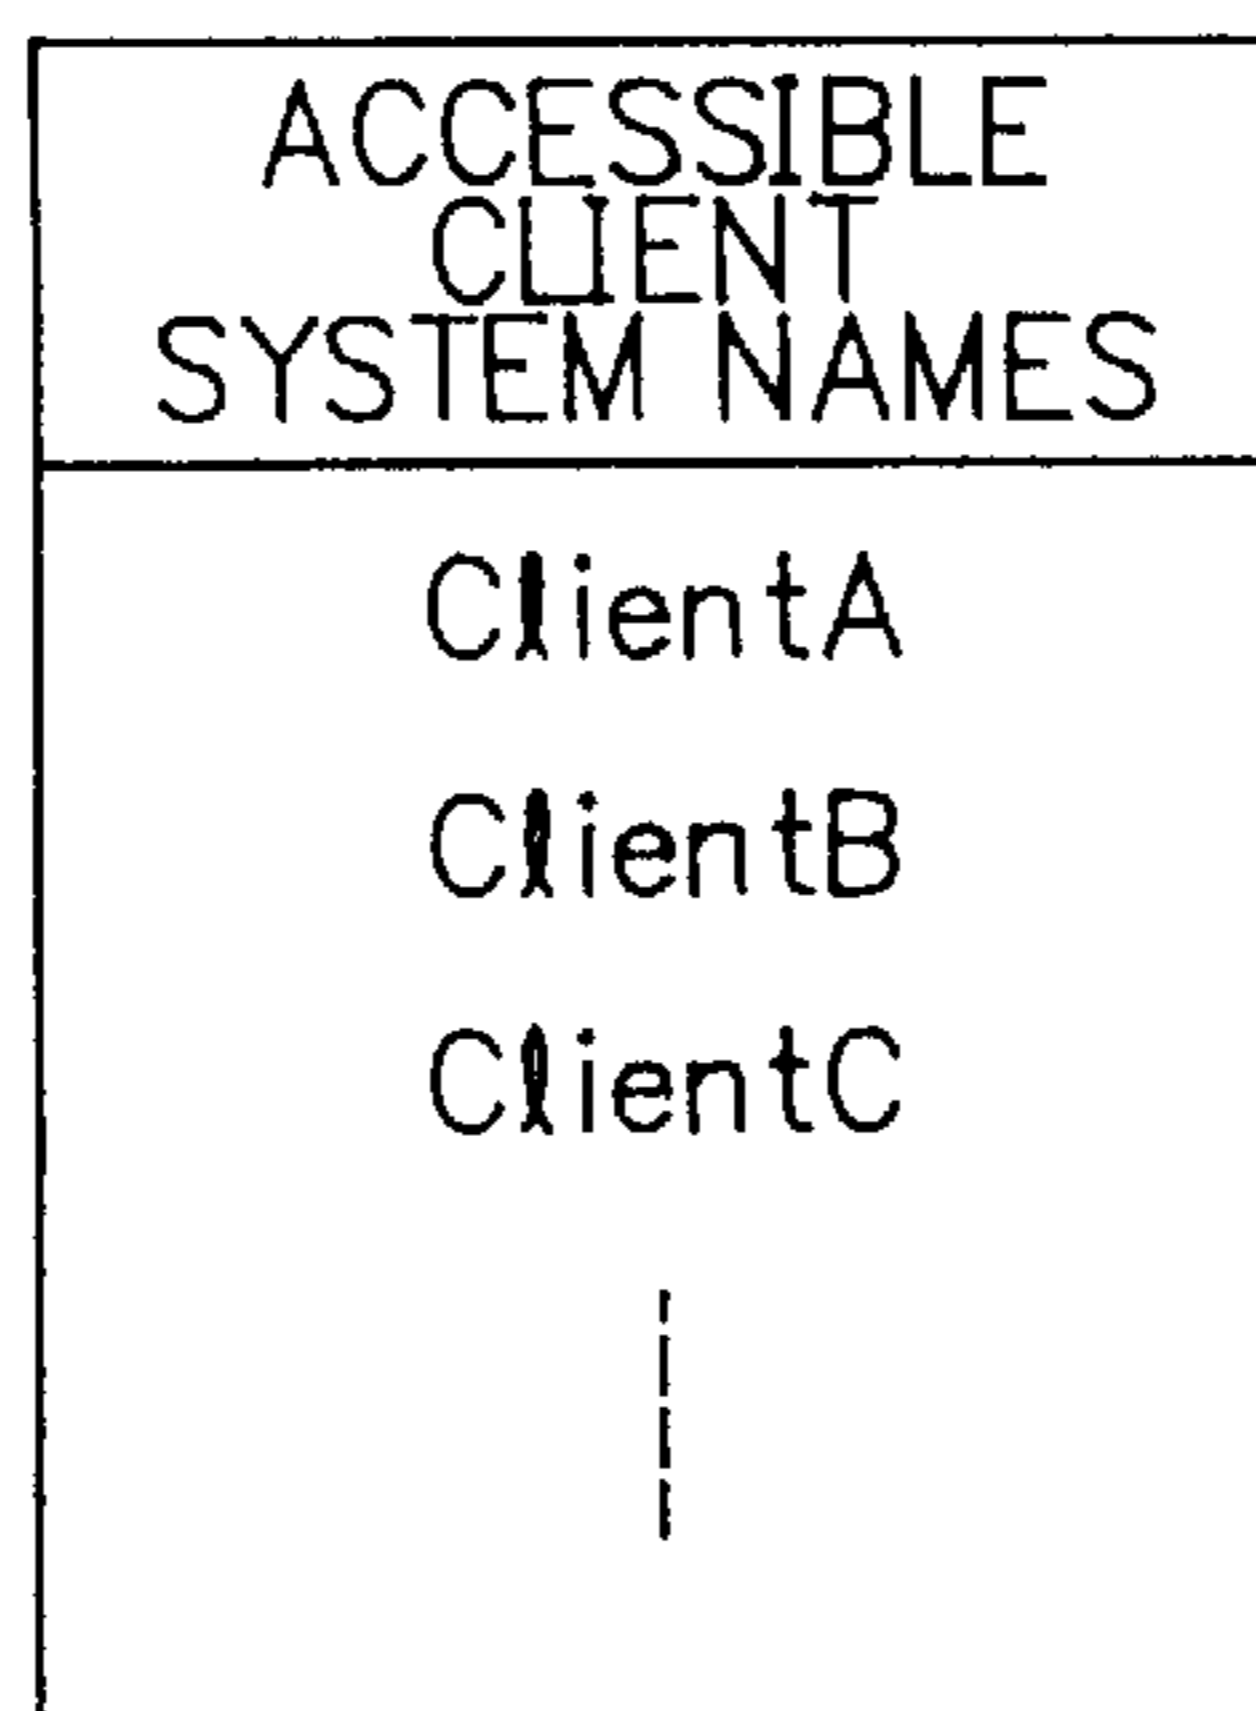 ACCESSIBLE
CLIENT
SYSTEM NAMES
ClientA
ClientB
ClientC